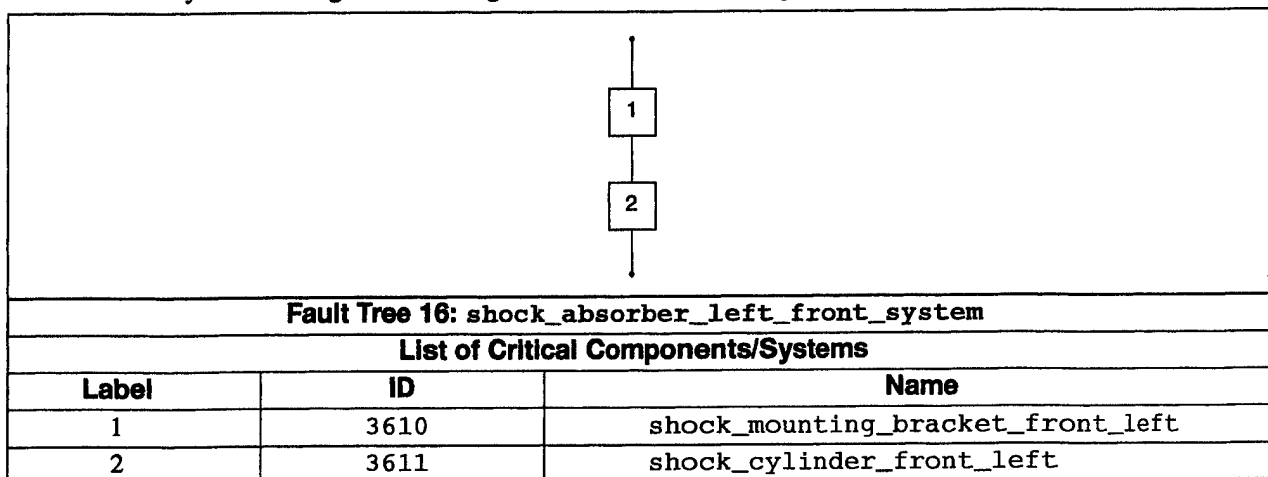 1
2
Fault Tree 16: shock_absorber_left_front_system
List of Critical Components/Systems
Label ID Name
1 3610 shock_mounting_bracket_front_left
2 3611 shock_cylinder_front_left